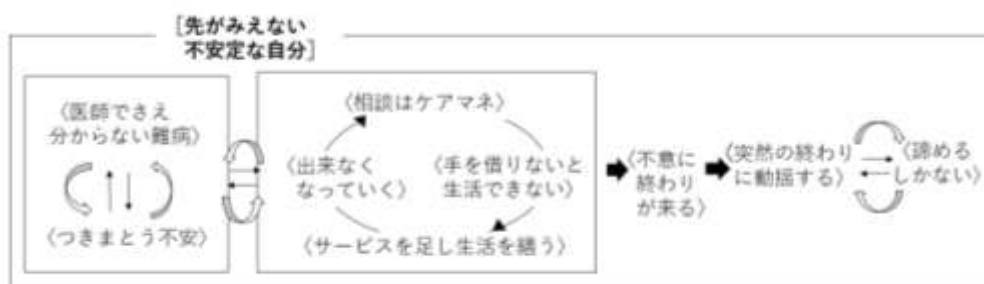 [先がみえない
不安定な自分]
〈医師でさえ
分からない難病〉
〈つきまとう不安〉
〈相談はケアマネ〉
〈出来なく
なっていく〉
〈手を借りないと
生活できない〉
〈サービスを足し生活を繕う〉
〈不意に
終わり
が来る〉
〈突然の終わり
に動揺する〉
〈諦める
しかない〉